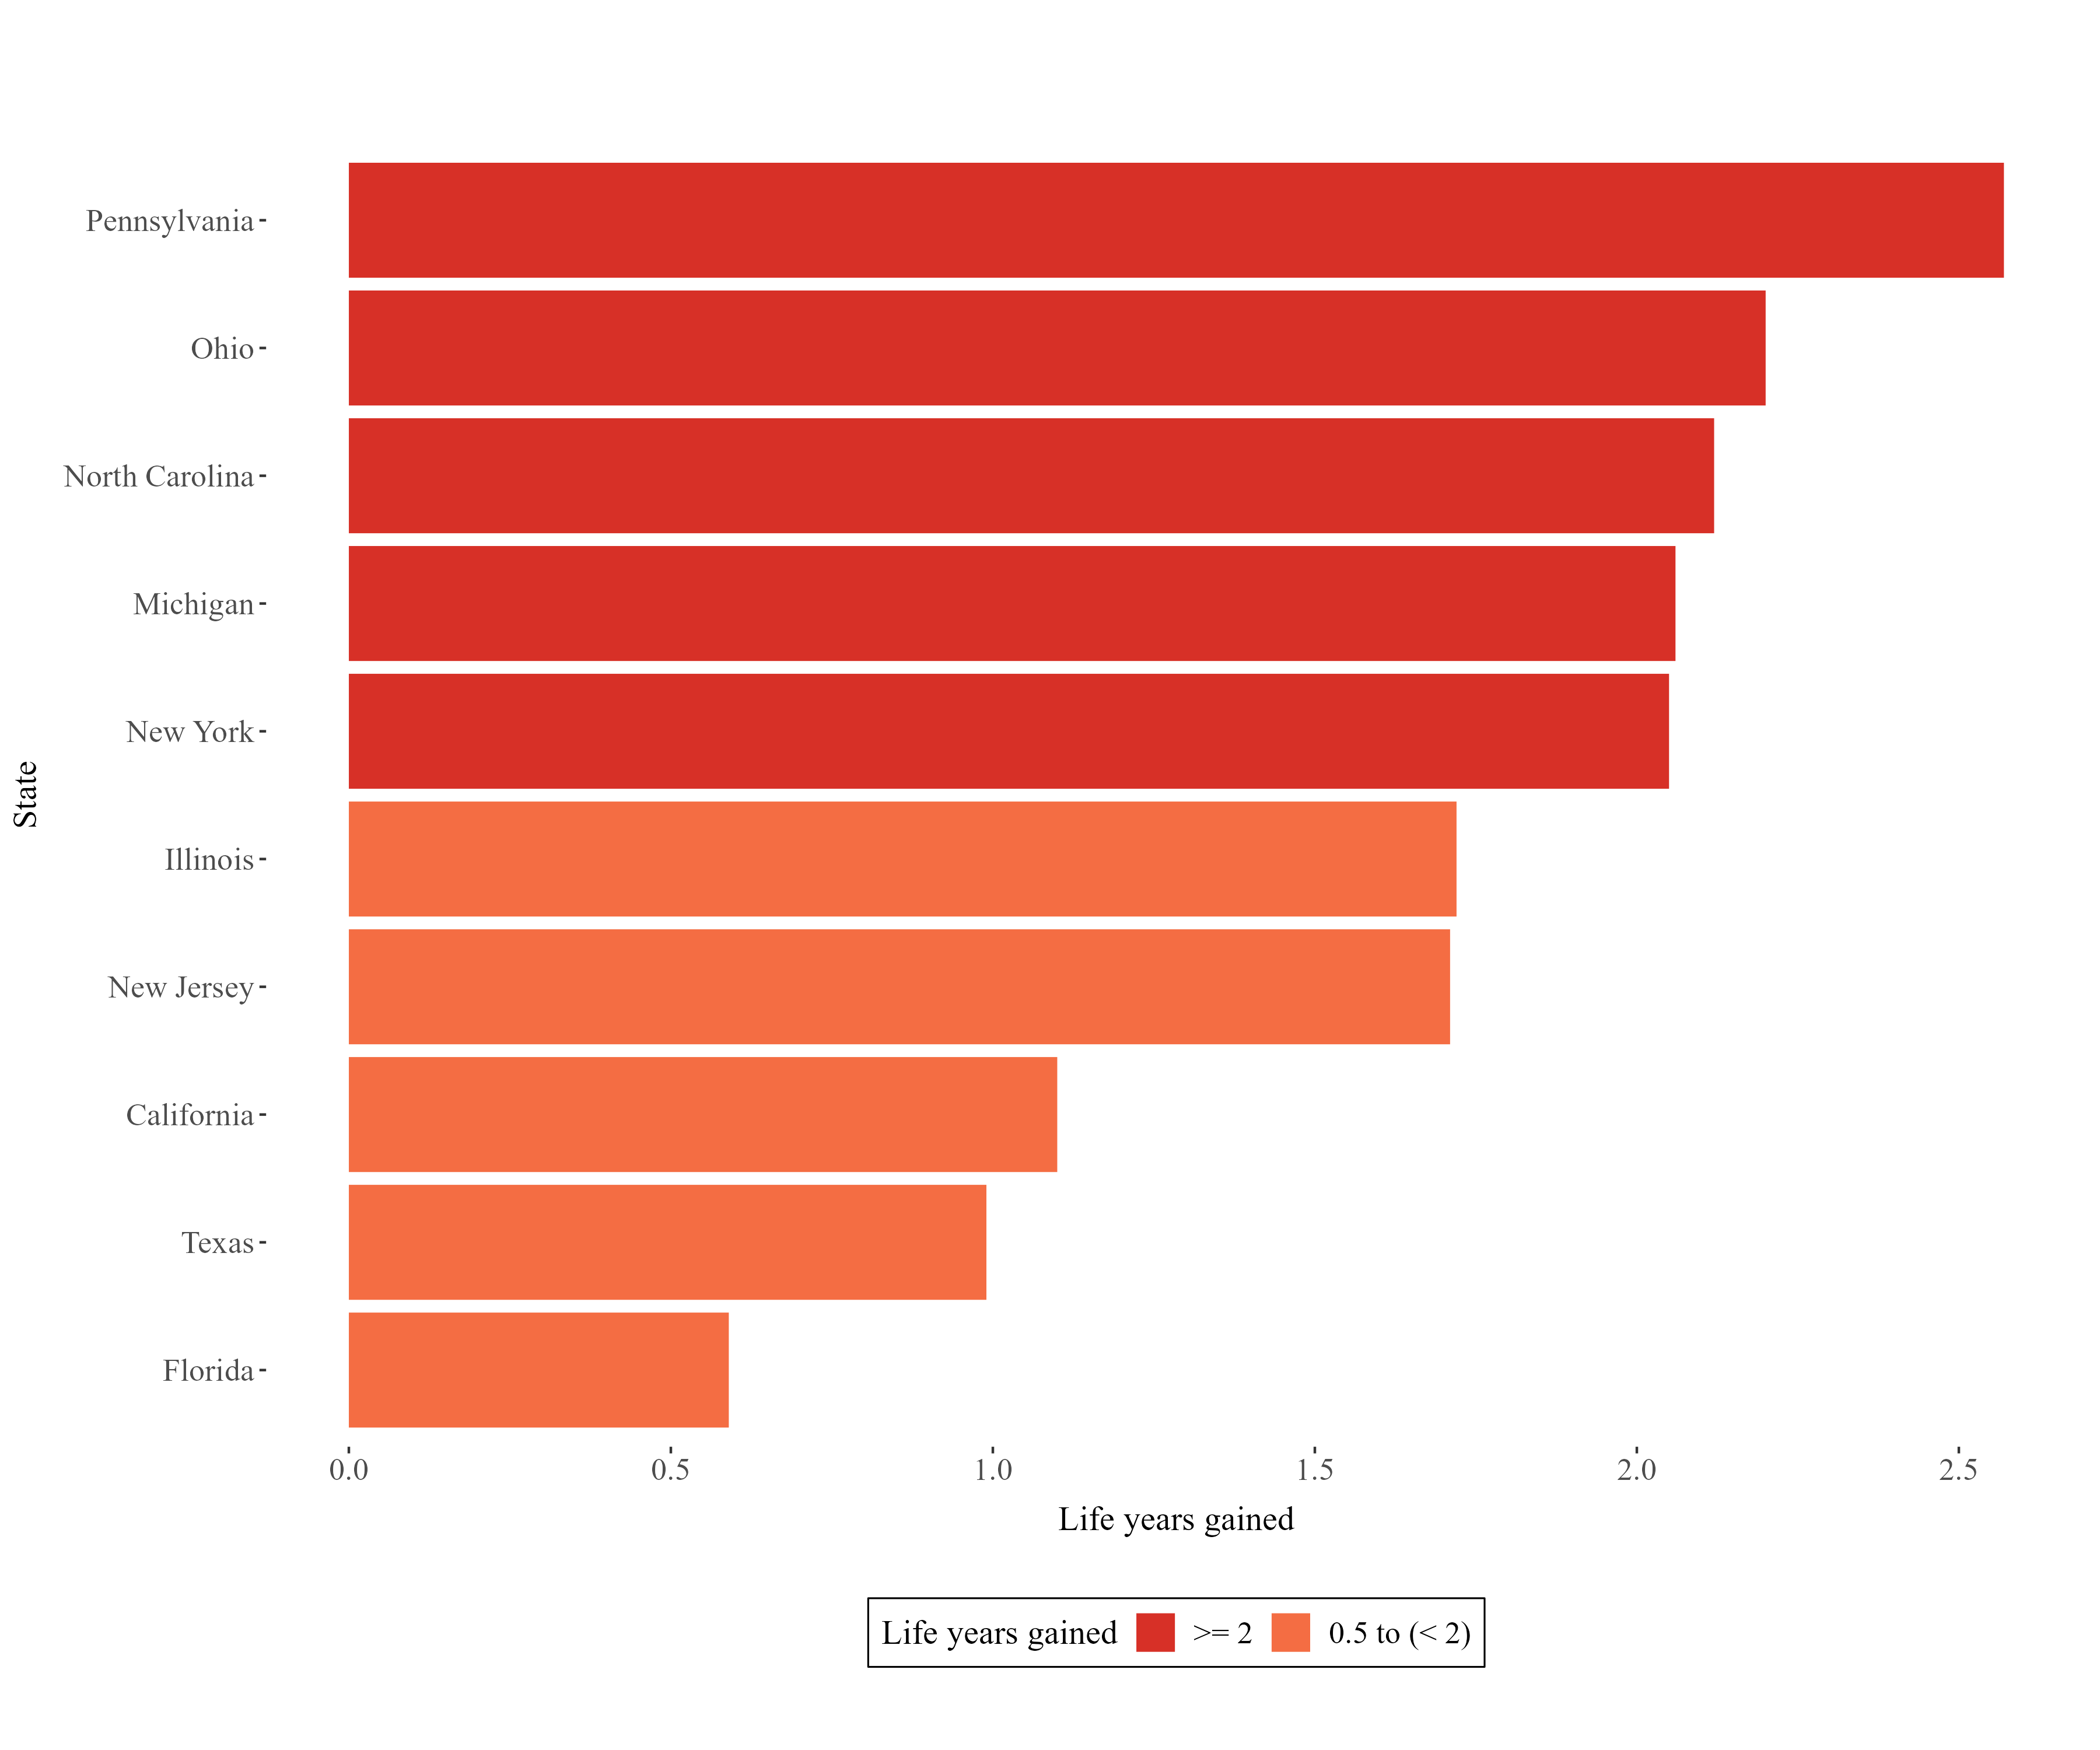 Pennsylvania
Ohio
North Carolina
Michigan
New York
State
Illinois
New Jersey
California
Texas
Florida
0.0 0.5 1.0 1.5 2.0 2.5
Life years gained
Life years gained >= 2 0.5 to (< 2)